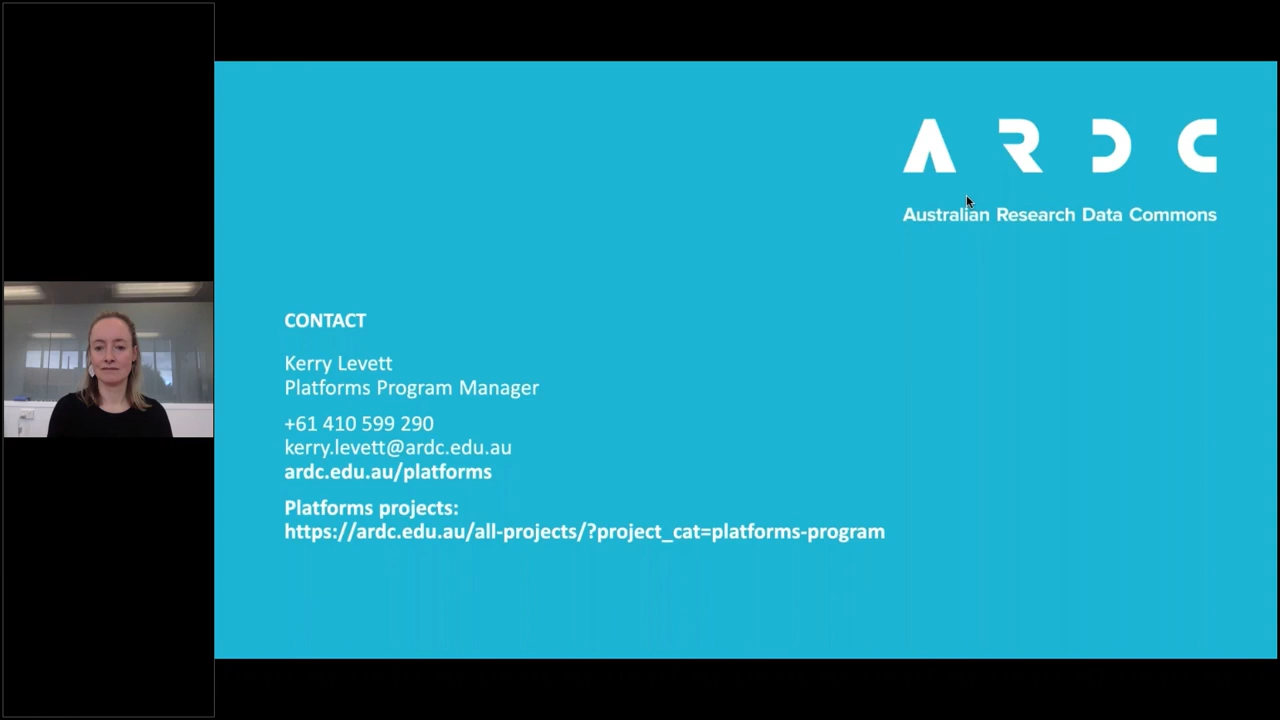 ARDC
Australian Research Data Commons
CONTACT
Kerry Levett
Platforms Program Manager
+61 410 599 290
kerry.levett@ardc.edu.au
ardc.edu.au/platforms
Platforms projects:
https://ardc.edu.au/all-projects/?project_cat=platforms-program